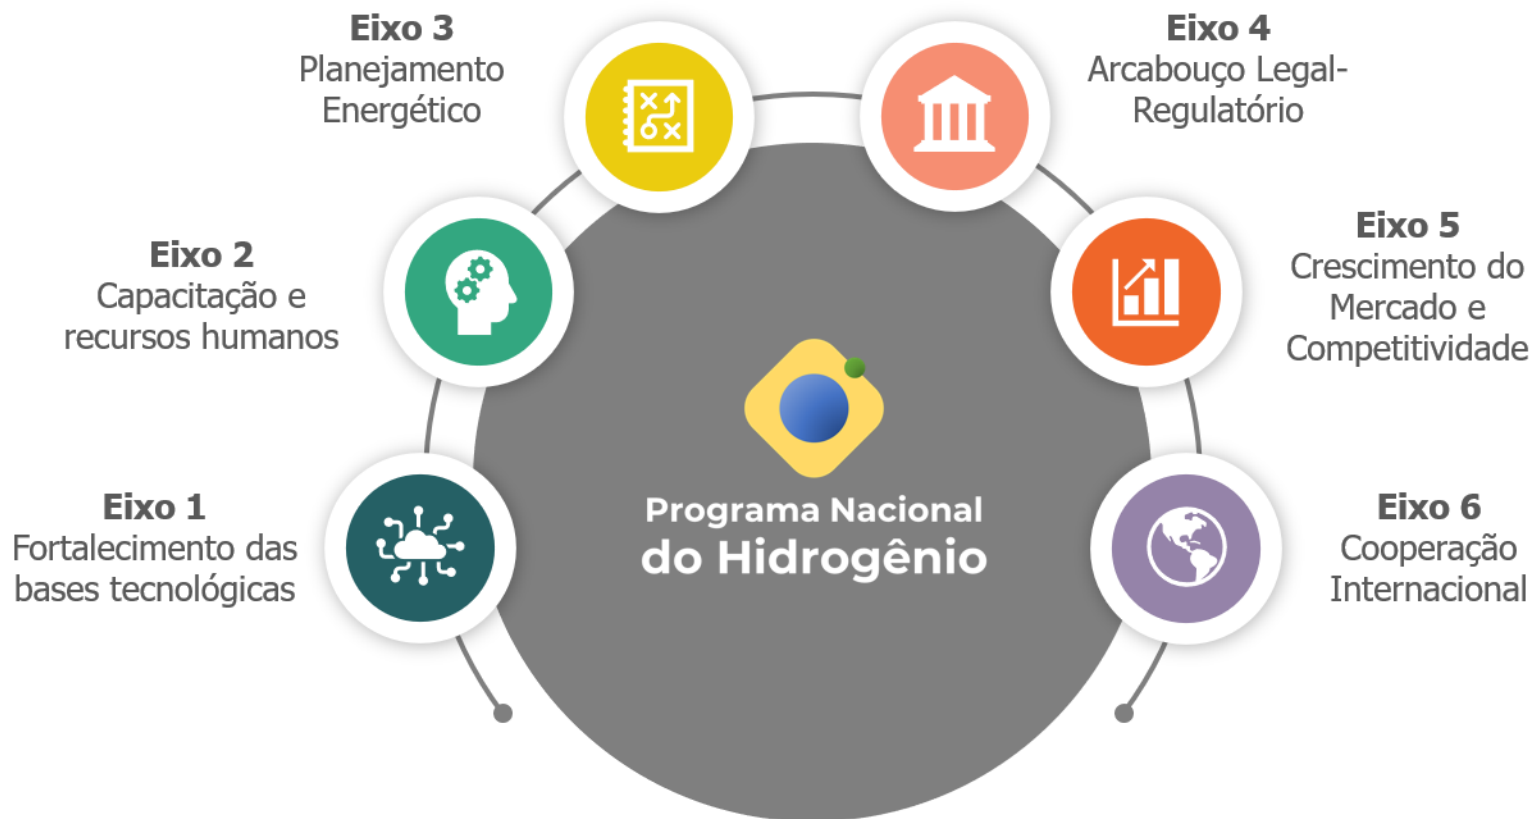 Eixo 3
Planejamento
Energético
Eixo 4
Arcabouço Legal-
Regulatório
Eixo 2
Capacitação e
recursos humanos
Eixo 5
Crescimento do
Mercado e
Competitividade
Eixo 1
Fortalecimento das
bases tecnológicas
Programa Nacional
do Hidrogênio
Eixo 6
Cooperação
Internacional